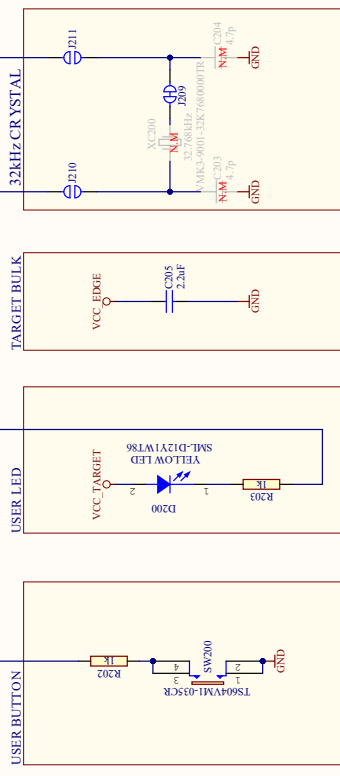 32kHz CRYSTAL
J211
J210
J209
XC200
N.M
32.768kHz
VMK3-9001-32K7680000TR
C204
N.M
4.7p
GND
C203
N.M
4.7p
GND
TARGET BULK
VCC_EDGE
C205
2.2uF
GND
USER LED
VCC_TARGET
YELLOW LED
SML-D12Y1WT86
2
1
D200
1k
R203
USER BUTTON
1k
R202
4
3
SW200
2
1
TS604VM1-035CR
GND